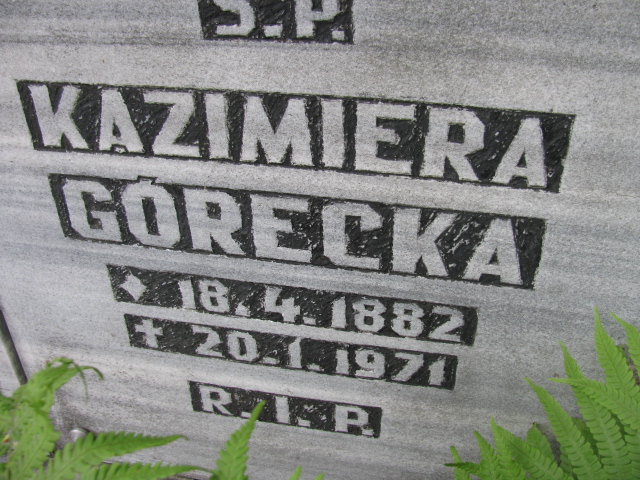 Ś.P.
KAZIMIERA
GÓRECKA
✦ 18.4.1882
✝ 20.1.1971
R.I.P.